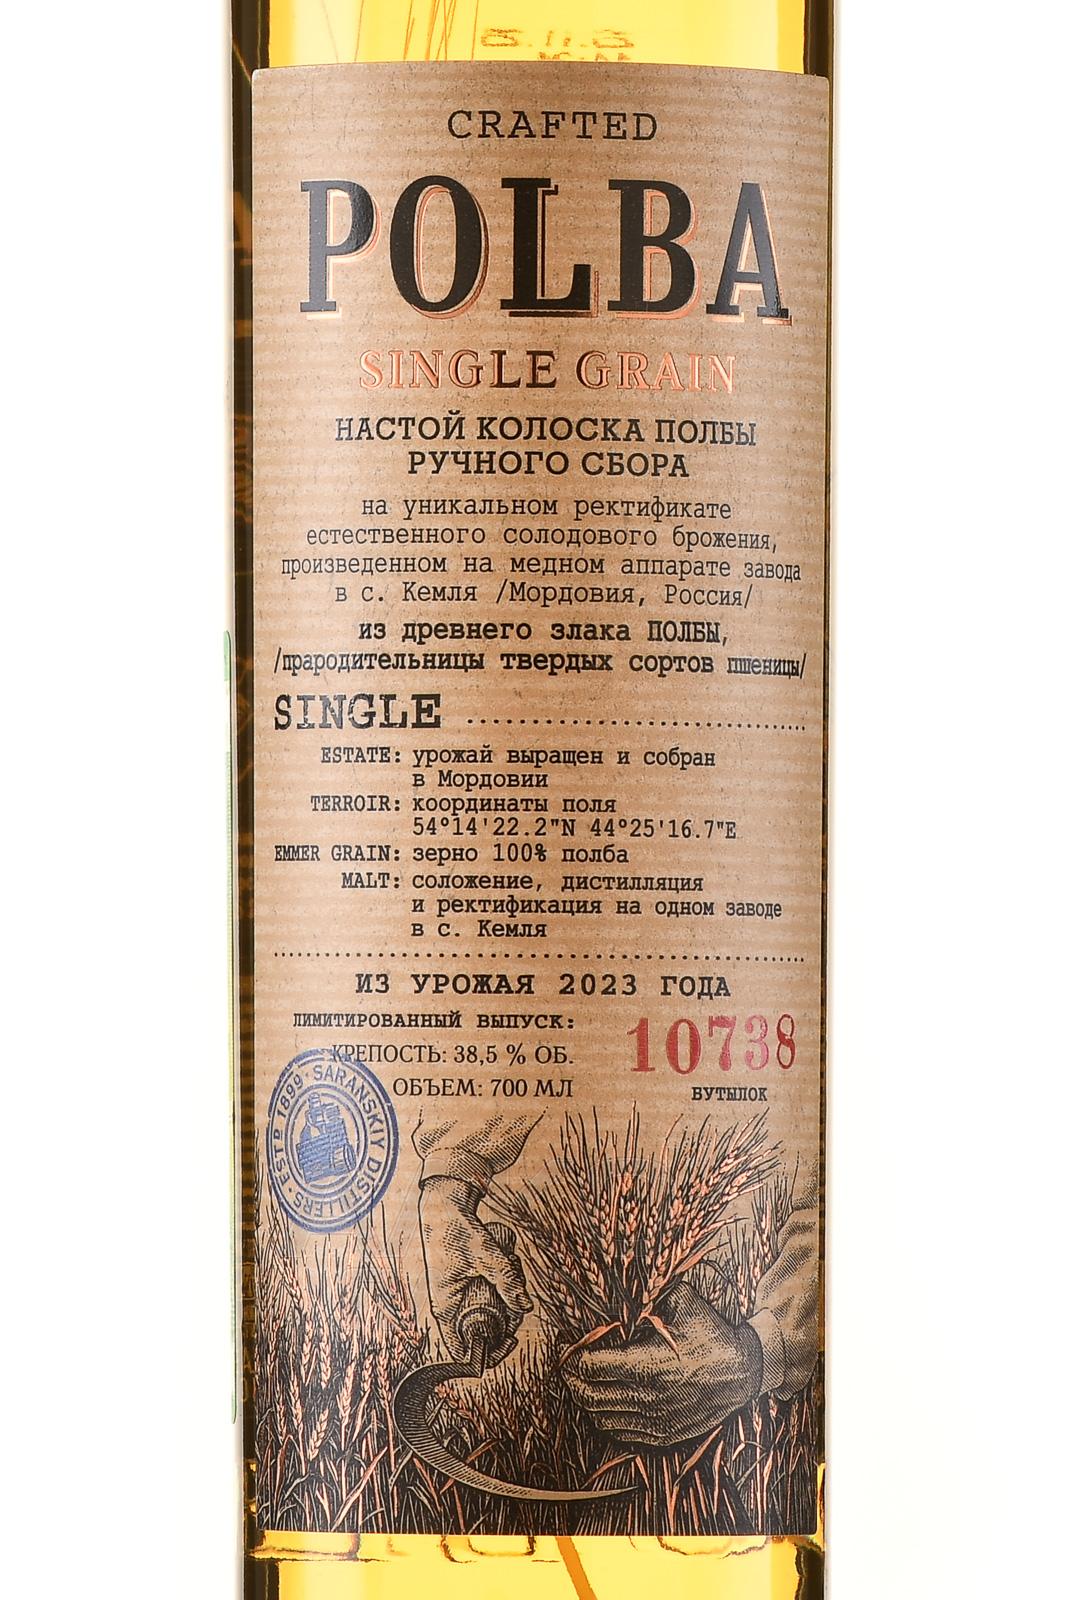 CRAFTED
POLBA
SINGLE GRAIN
НАСТОЙ КОЛОСКА ПОЛБЫ
РУЧНОГО СБОРА
на уникальном ректификате
естественного солодового брожения,
произведенном на медном аппарате завода
в с. Кемля /Мордовия, Россия/
из древнего злака ПОЛБЫ,
/прародительницы твердых сортов пшеницы/
SINGLE
ESTATE: урожай выращен и собран
в Мордовии
TERROIR: координаты поля
54°14'22.2"N 44°25'16.7"E
EMMER GRAIN: зерно 100% полба
MALT: соложение, дистилляция
и ректификация на одном заводе
в с. Кемля
ИЗ УРОЖАЯ 2023 ГОДА
ЛИМИТИРОВАННЫЙ ВЫПУСК: 10738
КРЕПОСТЬ: 38,5 % ОБ.
ОБЪЕМ: 700 МЛ
БУТЫЛОК
ESTD 1899 · SARANSKIY DISTILLERS ·